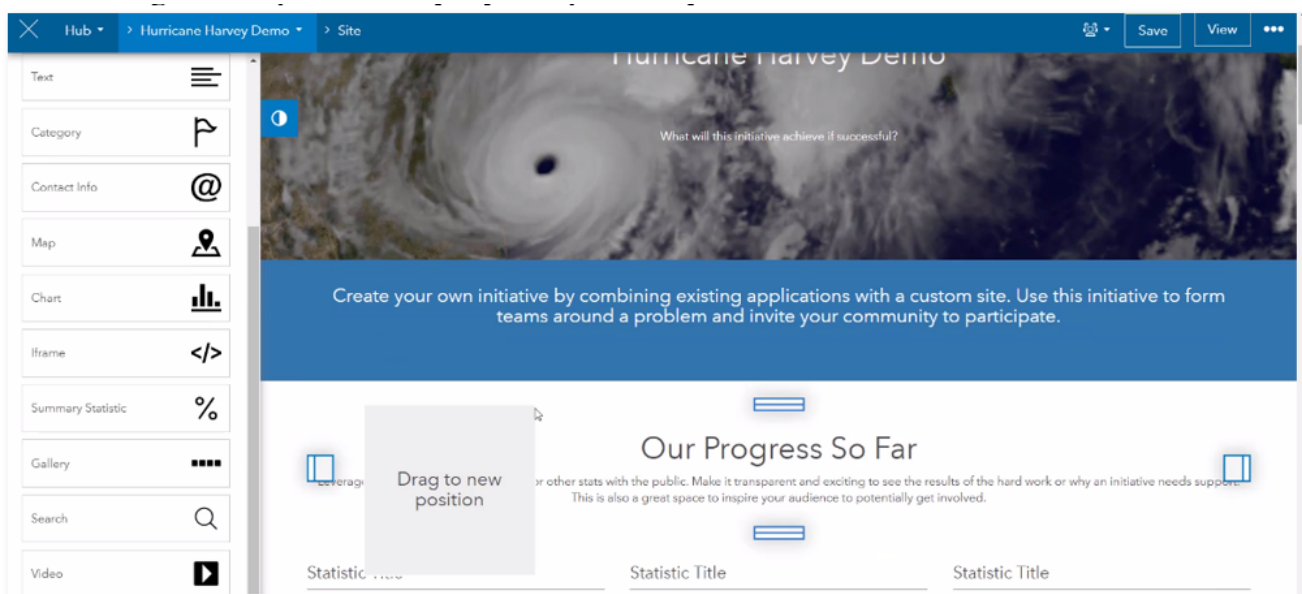 Hub
> Hurricane Harvey Demo
> Site
Save
View
Text
Category
Contact Info
@
Map
Chart
Iframe
</>
Summary Statistic
%
Gallery
Search
Video
Hurricane Harvey Demo
What will this initiative achieve if successful?
Create your own initiative by combining existing applications with a custom site. Use this initiative to form
teams around a problem and invite your community to participate.
Drag to new
position
Our Progress So Far
or other stats with the public. Make it transparent and exciting to see the results of the hard work or why an initiative needs support.
This is also a great space to inspire your audience to potentially get involved.
Statistic Title
Statistic Title
Statistic Title